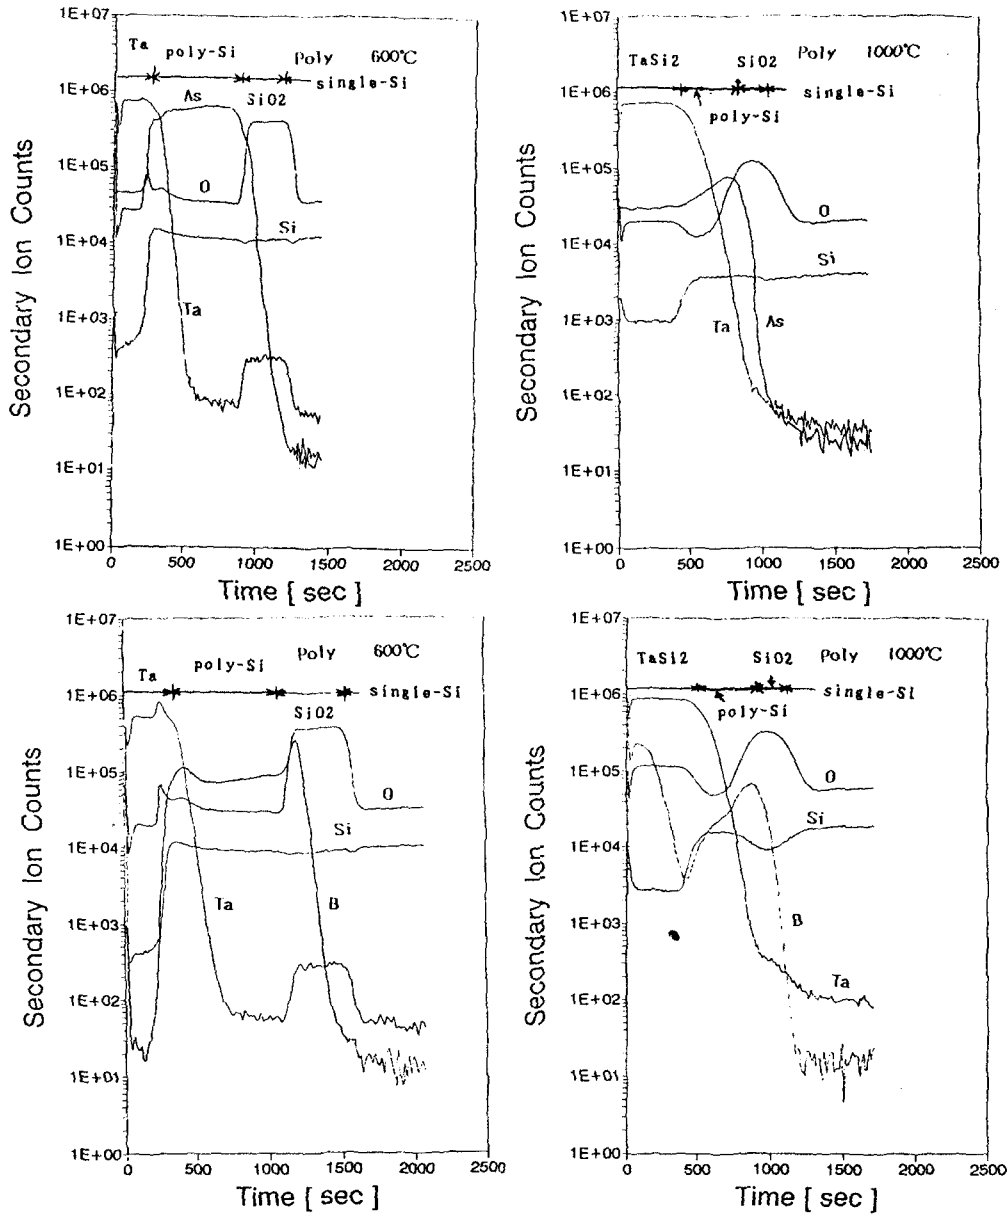 1E+07
1E+06
1E+05
1E+04
1E+03
1E+02
1E+01
1E+00
Secondary Ion Counts
Ta poly-Si Poly 600℃
As SiO2 single-Si
O
Si
Ta
0 500 1000 1500 2000 2500
Time [ sec ]
1E+07
1E+06
1E+05
1E+04
1E+03
1E+02
1E+01
1E+00
Secondary Ion Counts
TaSi2 SiO2 Poly 1000℃
single-Si
poly-Si
O
Si
Ta As
0 500 1000 1500 2000 2500
Time [ sec ]
1E+07
1E+06
1E+05
1E+04
1E+03
1E+02
1E+01
1E+00
Secondary Ion Counts
Ta poly-Si Poly 600℃
SiO2 single-Si
O
Si
Ta B
0 500 1000 1500 2000 2500
Time [ sec ]
1E+07
1E+06
1E+05
1E+04
1E+03
1E+02
1E+01
1E+00
Secondary Ion Counts
TaSi2 SiO2 Poly 1000℃
single-Si
poly-Si
O
Si
B
Ta
0 500 1000 1500 2000 2500
Time [ sec ]